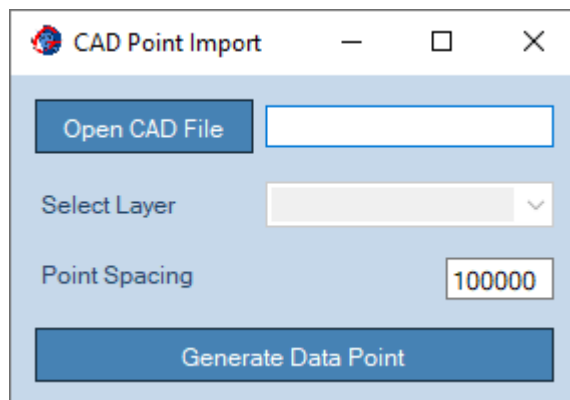 CAD Point Import
Open CAD File
Select Layer
Point Spacing 100000
Generate Data Point